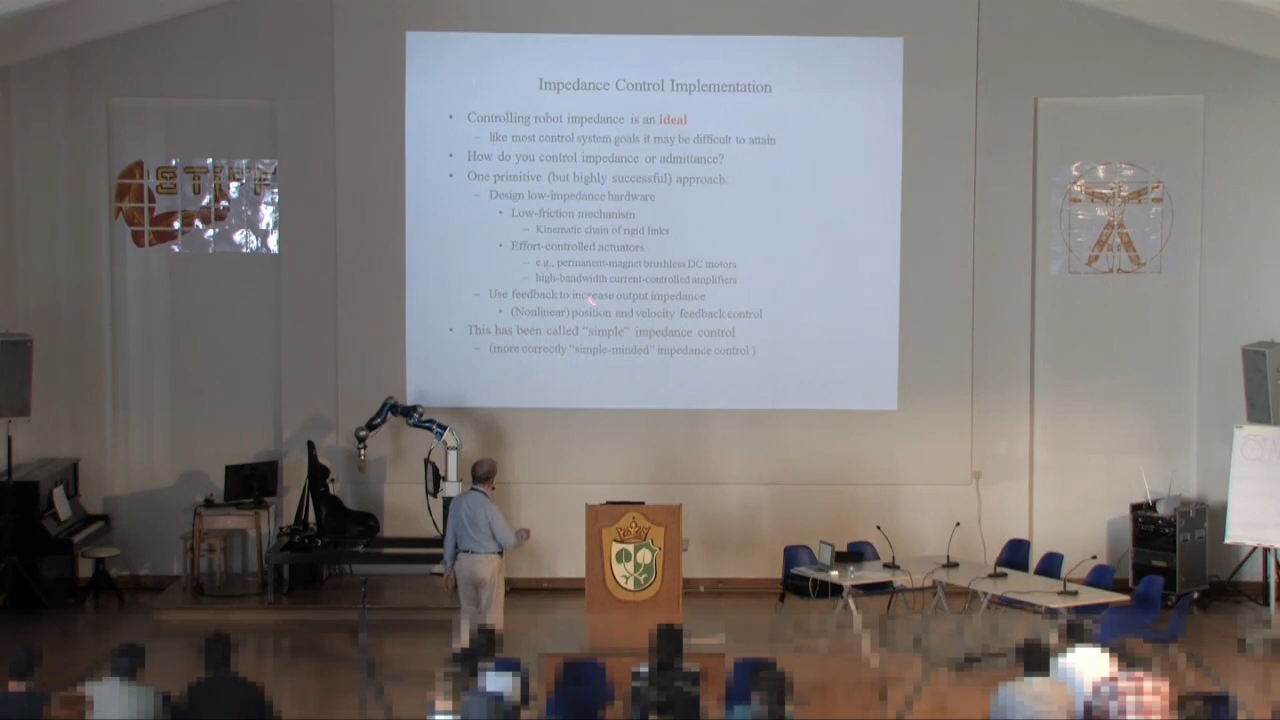 Impedance Control Implementation
• Controlling robot impedance is an ideal
– like most control system goals it may be difficult to attain
• How do you control impedance or admittance?
• One primitive (but highly successful) approach:
– Design low-impedance hardware
• Low-friction mechanism
– Kinematic chain of rigid links
• Effort-controlled actuators
– e.g., permanent-magnet brushless DC motors
– high-bandwidth current-controlled amplifiers
– Use feedback to increase output impedance
• (Nonlinear) position and velocity feedback control
• This has been called “simple” impedance control
– (more correctly “simple-minded” impedance control )
STIFF